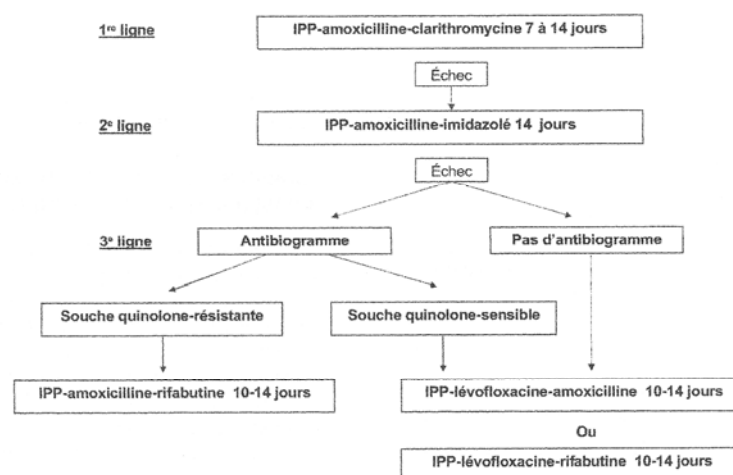 1re ligne
IPP-amoxicilline-clarithromycine 7 à 14 jours
Échec
2e ligne
IPP-amoxicilline-imidazolé 14 jours
Échec
3e ligne
Antibiogramme
Pas d'antibiogramme
Souche quinolone-résistante
Souche quinolone-sensible
IPP-amoxicilline-rifabutine 10-14 jours
IPP-lévofloxacine-amoxicilline 10-14 jours
Ou
IPP-lévofloxacine-rifabutine 10-14 jours